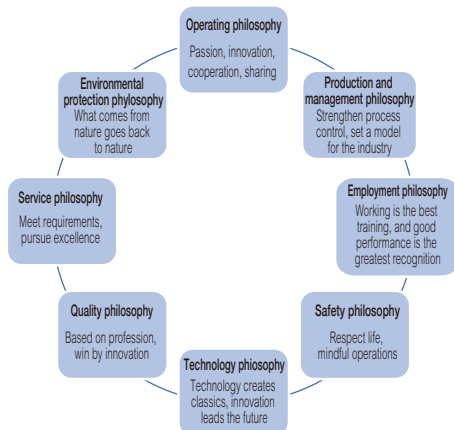 Operating philosophy
Passion, innovation,
cooperation, sharing
Production and
management philosophy
Strengthen process
control, set a model
for the industry
Employment philosophy
Working is the best
training, and good
performance is the
greatest recognition
Safety philosophy
Respect life,
mindful operations
Technology phiosophy
Technology creates
classics, innovation
leads the future
Quality philosophy
Based on profession,
win by innovation
Service philosophy
Meet requirements,
pursue excellence
Environmental
protection phylosophy
What comes from
nature goes back
to nature